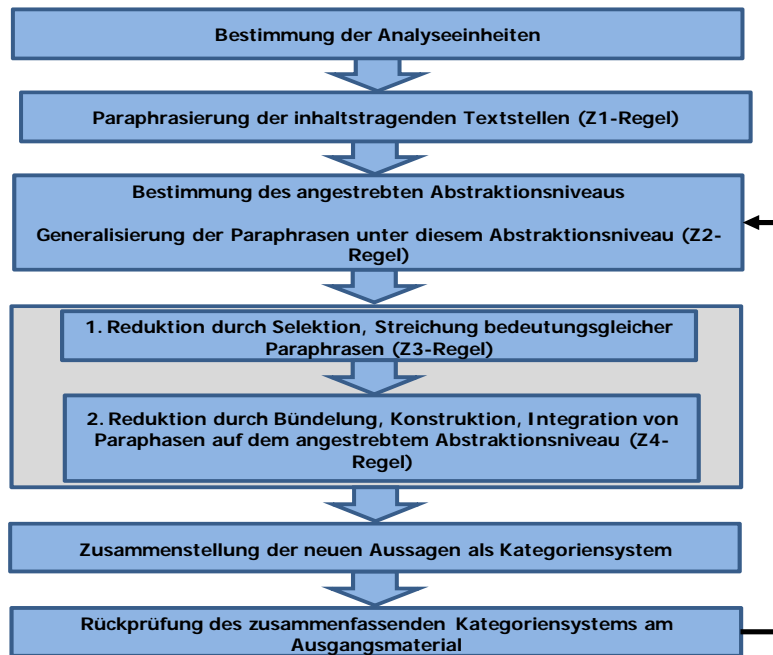 Bestimmung der Analyseeinheiten
Paraphrasierung der inhaltstragenden Textstellen (Z1-Regel)
Bestimmung des angestrebten Abstraktionsniveaus
Generalisierung der Paraphrasen unter diesem Abstraktionsniveau (Z2-
Regel)
1. Reduktion durch Selektion, Streichung bedeutungsgleicher
Paraphrasen (Z3-Regel)
2. Reduktion durch Bündelung, Konstruktion, Integration von
Paraphasen auf dem angestrebtem Abstraktionsniveau (Z4-
Regel)
Zusammenstellung der neuen Aussagen als Kategoriensystem
Rückprüfung des zusammenfassenden Kategoriensystems am
Ausgangsmaterial